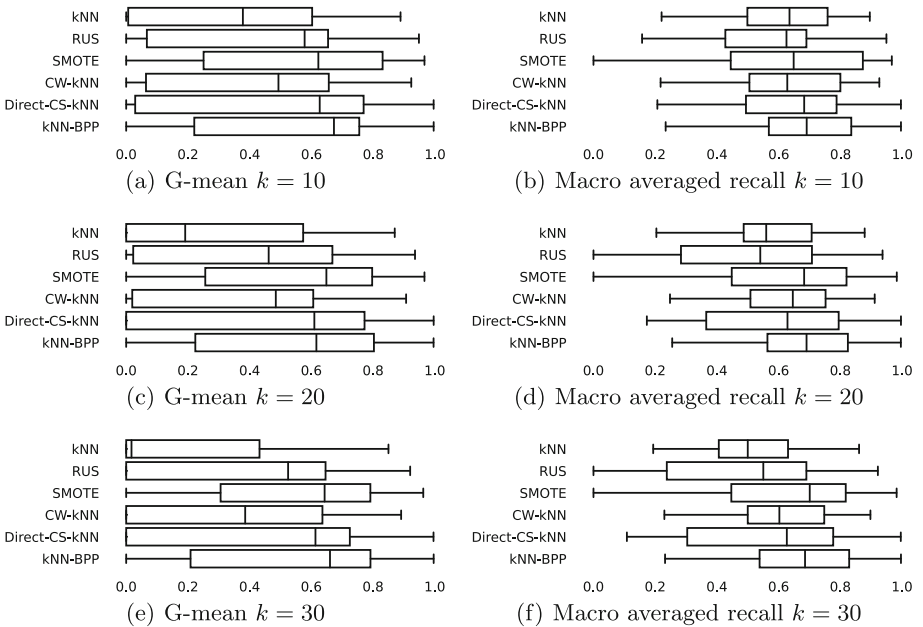 kNN
RUS
SMOTE
CW-kNN
Direct-CS-kNN
kNN-BPP
0.0 0.2 0.4 0.6 0.8 1.0
(a) G-mean k = 10
kNN
RUS
SMOTE
CW-kNN
Direct-CS-kNN
kNN-BPP
0.0 0.2 0.4 0.6 0.8 1.0
(b) Macro averaged recall k = 10
kNN
RUS
SMOTE
CW-kNN
Direct-CS-kNN
kNN-BPP
0.0 0.2 0.4 0.6 0.8 1.0
(c) G-mean k = 20
kNN
RUS
SMOTE
CW-kNN
Direct-CS-kNN
kNN-BPP
0.0 0.2 0.4 0.6 0.8 1.0
(d) Macro averaged recall k = 20
kNN
RUS
SMOTE
CW-kNN
Direct-CS-kNN
kNN-BPP
0.0 0.2 0.4 0.6 0.8 1.0
(e) G-mean k = 30
kNN
RUS
SMOTE
CW-kNN
Direct-CS-kNN
kNN-BPP
0.0 0.2 0.4 0.6 0.8 1.0
(f) Macro averaged recall k = 30